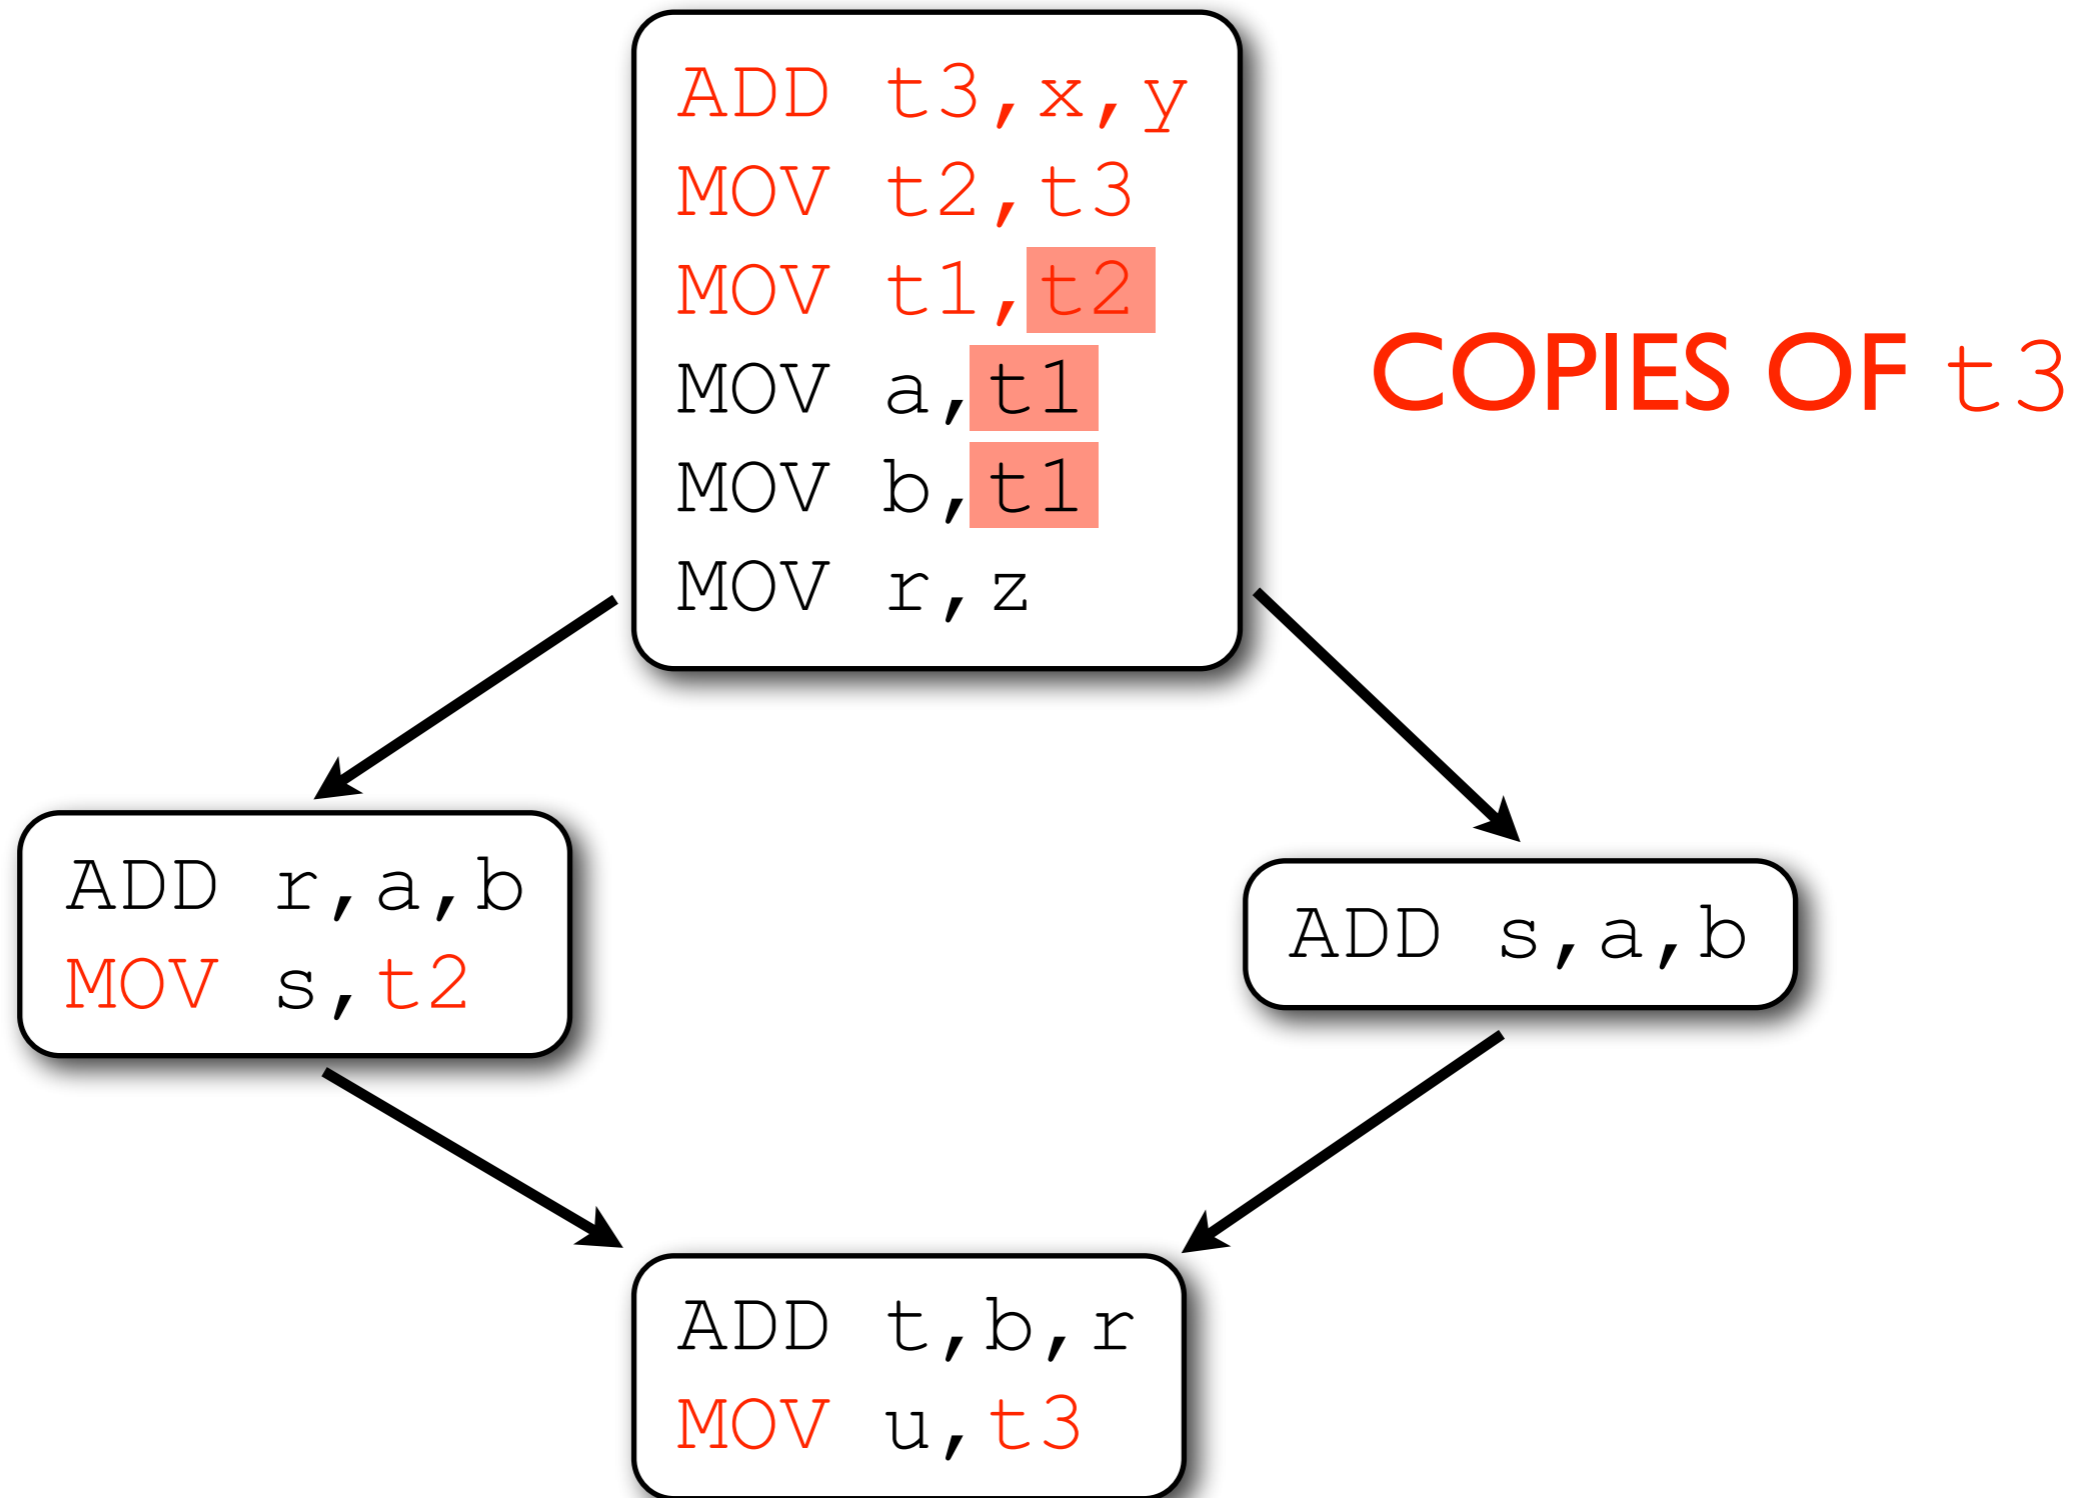 ADD t3,x,y
MOV t2,t3
MOV t1,t2
MOV a,t1
MOV b,t1
MOV r,z
COPIES OF t3
ADD r,a,b
MOV s,t2
ADD s,a,b
ADD t,b,r
MOV u,t3